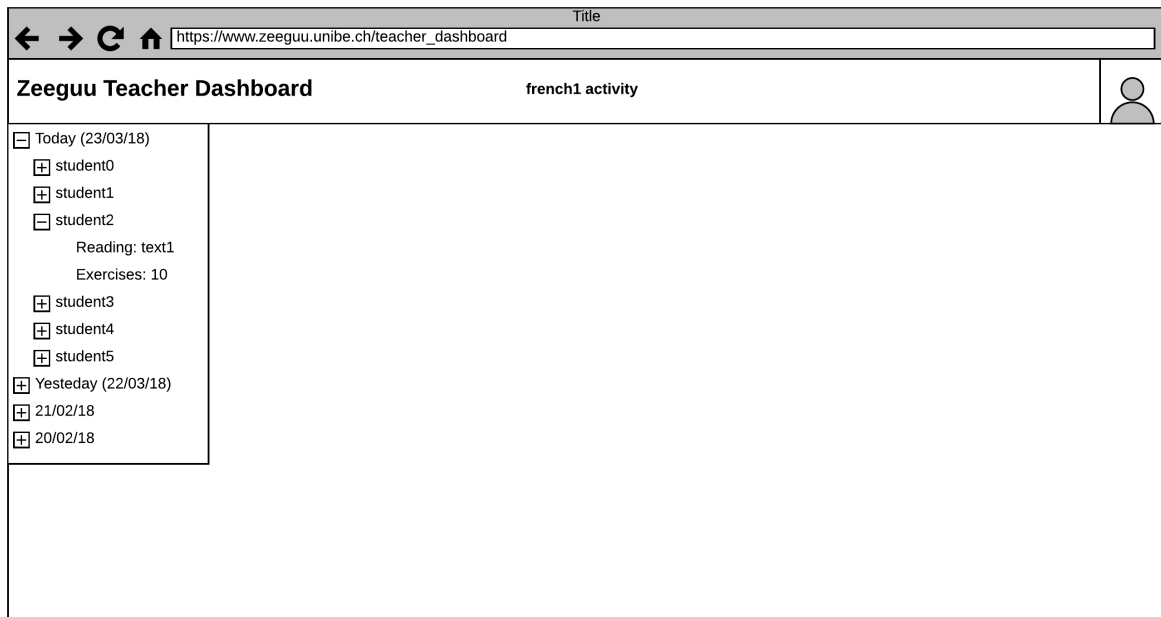 Title
https://www.zeeguu.unibe.ch/teacher_dashboard
Zeeguu Teacher Dashboard
french1 activity
Today (23/03/18)
student0
student1
student2
Reading: text1
Exercises: 10
student3
student4
student5
Yesteday (22/03/18)
21/02/18
20/02/18